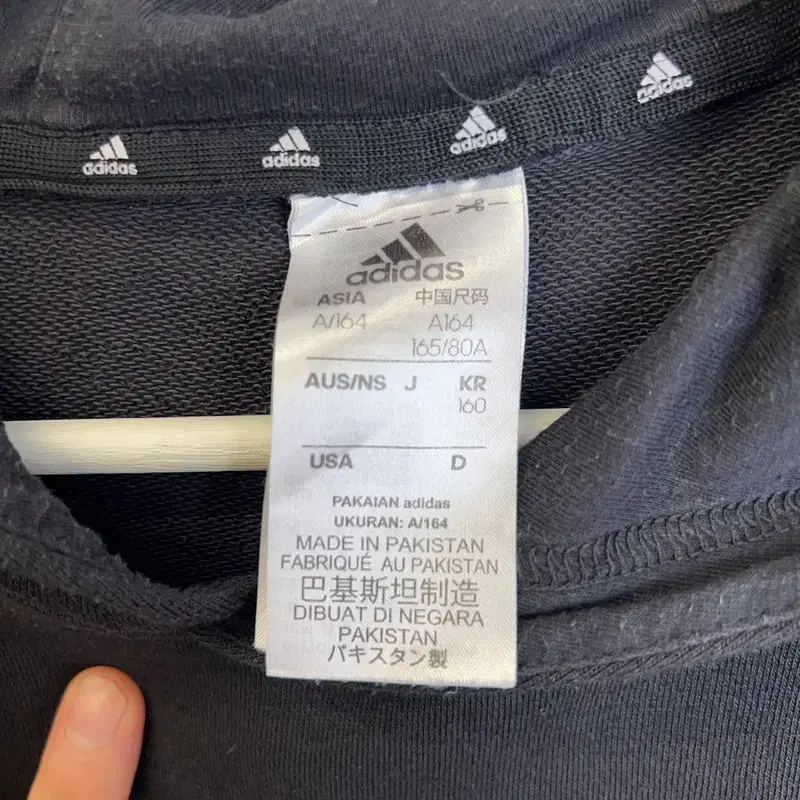 adidas
adidas
adidas
adidas
adidas
ASIA 中国尺码
A/164 A164
165/80A
AUS/NS J KR
160
USA D
PAKAIAN adidas
UKURAN: A/164
MADE IN PAKISTAN
FABRIQUÉ AU PAKISTAN
巴基斯坦制造
DIBUAT DI NEGARA
PAKISTAN
パキスタン製